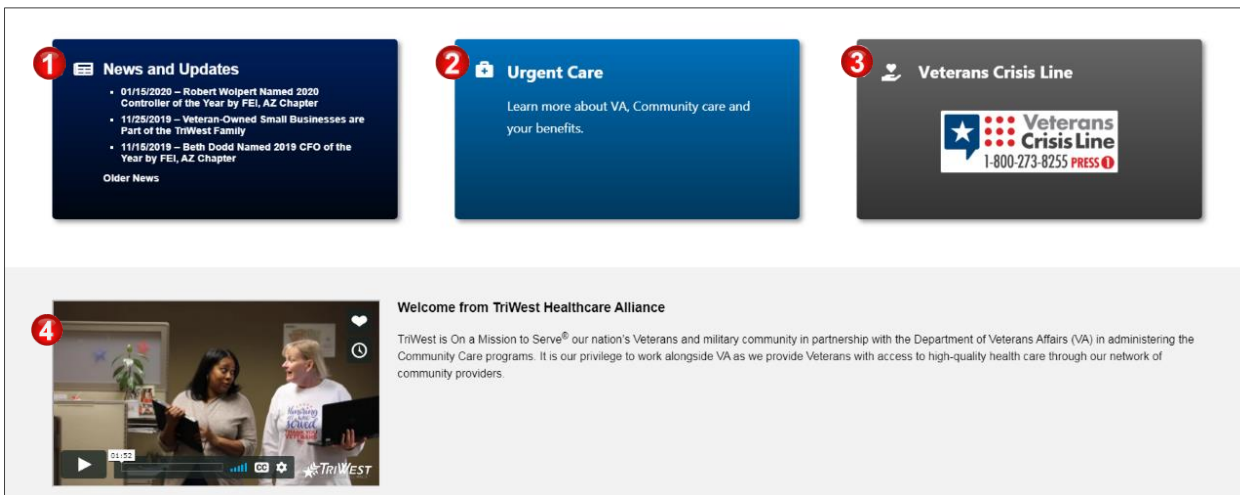 1
News and Updates
▪ 01/15/2020 – Robert Wolpert Named 2020
Controller of the Year by FEI, AZ Chapter
▪ 11/25/2019 – Veteran-Owned Small Businesses are
Part of the TriWest Family
▪ 11/15/2019 – Beth Dodd Named 2019 CFO of the
Year by FEI, AZ Chapter
Older News
2
Urgent Care
Learn more about VA, Community care and
your benefits.
3
Veterans Crisis Line
Veterans
Crisis Line
1-800-273-8255 PRESS 1
4
Welcome from TriWest Healthcare Alliance
TriWest is On a Mission to Serve® our nation's Veterans and military community in partnership with the Department of Veterans Affairs (VA) in administering the
Community Care programs. It is our privilege to work alongside VA as we provide Veterans with access to high-quality health care through our network of
community providers.
Honoring
Served
VETERANS
01:52
CC
TRIWEST